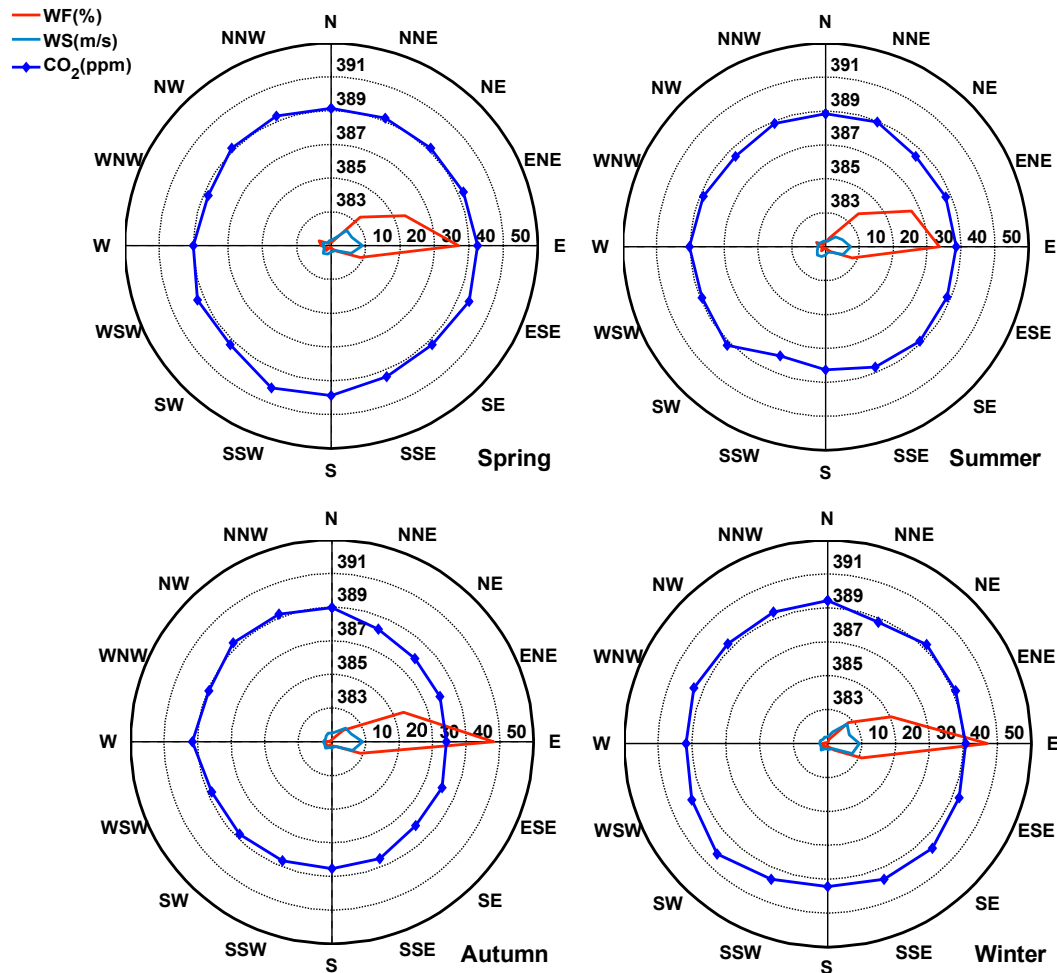 WF(%)
WS(m/s)
CO2(ppm)
N
NNW NNE
NW NE
WNW ENE
W E
WSW ESE
SW SE
SSW SSE
S
391
389
387
385
383
10 20 30 40 50
Spring
N
NNW NNE
NW NE
WNW ENE
W E
WSW ESE
SW SE
SSW SSE
S
391
389
387
385
383
10 20 30 40 50
Summer
N
NNW NNE
NW NE
WNW ENE
W E
WSW ESE
SW SE
SSW SSE
S
391
389
387
385
383
10 20 30 40 50
Autumn
N
NNW NNE
NW NE
WNW ENE
W E
WSW ESE
SW SE
SSW SSE
S
391
389
387
385
383
10 20 30 40 50
Winter